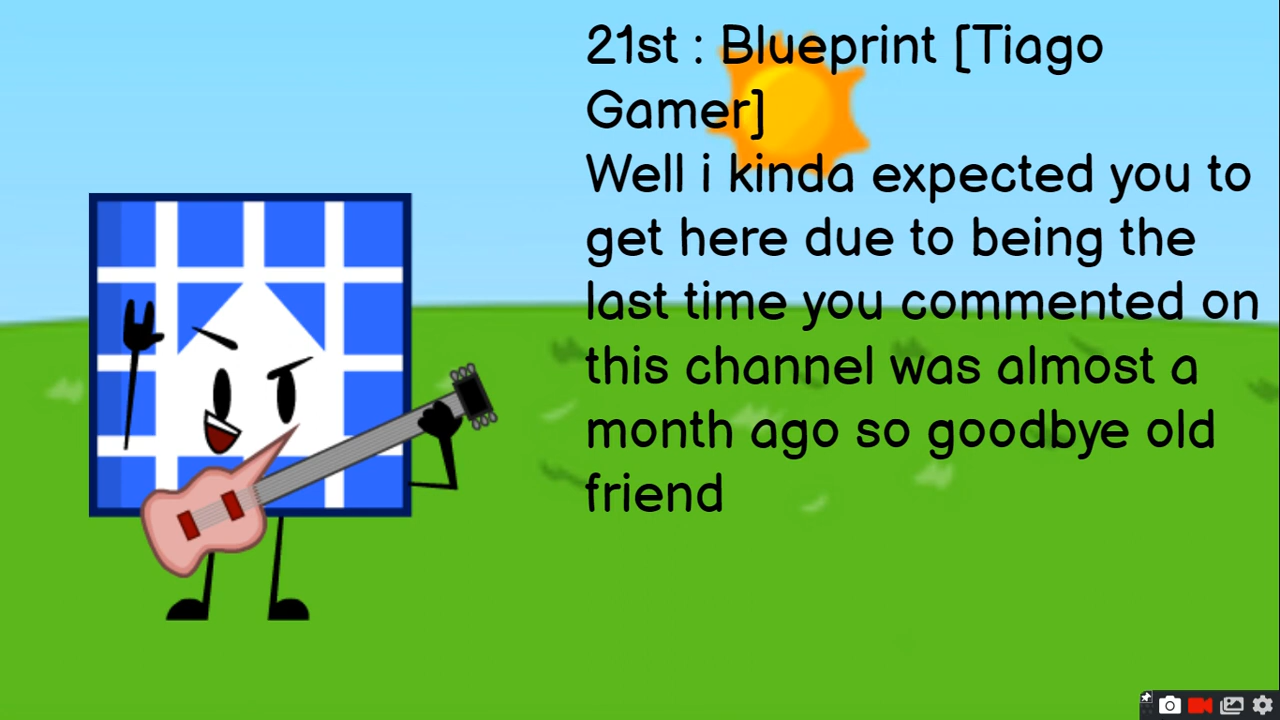 21st : Blueprint [Tiago
Gamer]
Well i kinda expected you to
get here due to being the
last time you commented on
this channel was almost a
month ago so goodbye old
friend